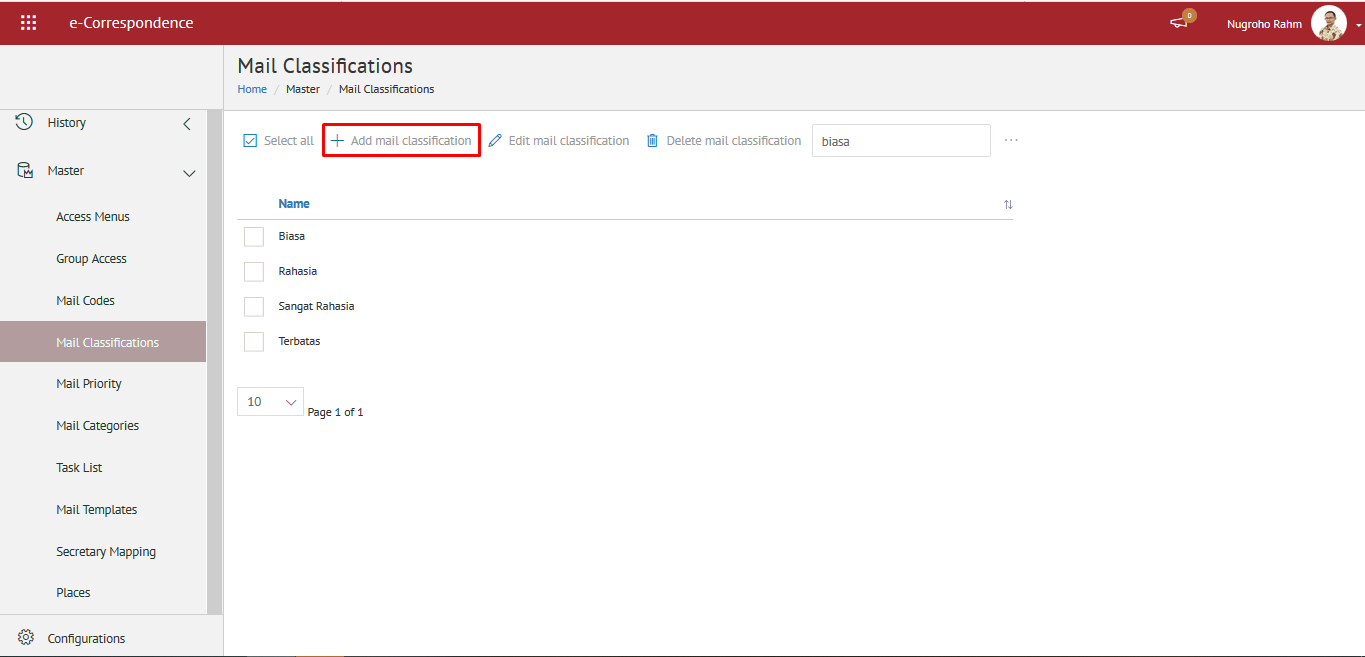 e-Correspondence
0
Nugroho Rahm
Mail Classifications
Home / Master / Mail Classifications
History
Master
Access Menus
Group Access
Mail Codes
Mail Classifications
Mail Priority
Mail Categories
Task List
Mail Templates
Secretary Mapping
Places
Configurations
Select all Add mail classification Edit mail classification Delete mail classification biasa ...
Name
Biasa
Rahasia
Sangat Rahasia
Terbatas
10 Page 1 of 1